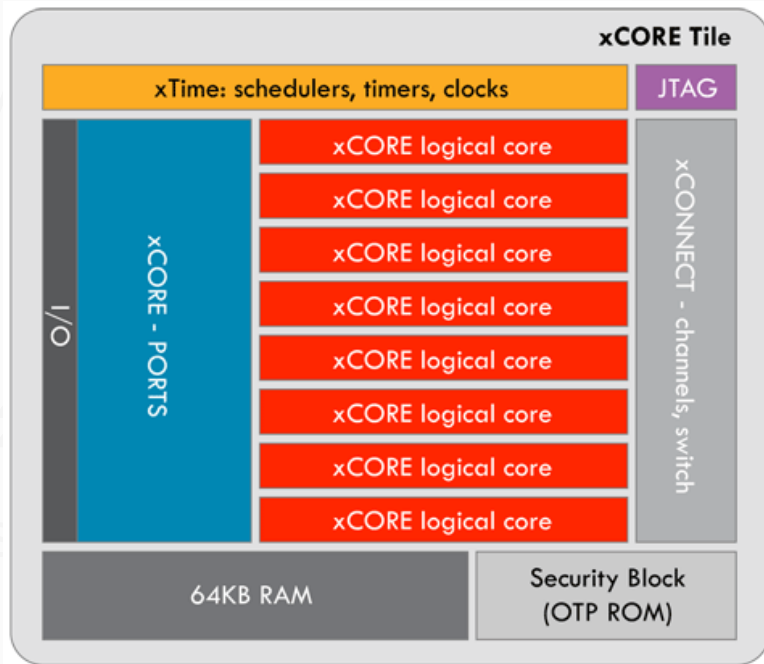 xCORE Tile
xTime: schedulers, timers, clocks
JTAG
I/O
xCORE - PORTS
xCORE logical core
xCORE logical core
xCORE logical core
xCORE logical core
xCORE logical core
xCORE logical core
xCORE logical core
xCORE logical core
xCONNECT - channels, switch
64KB RAM
Security Block
(OTP ROM)